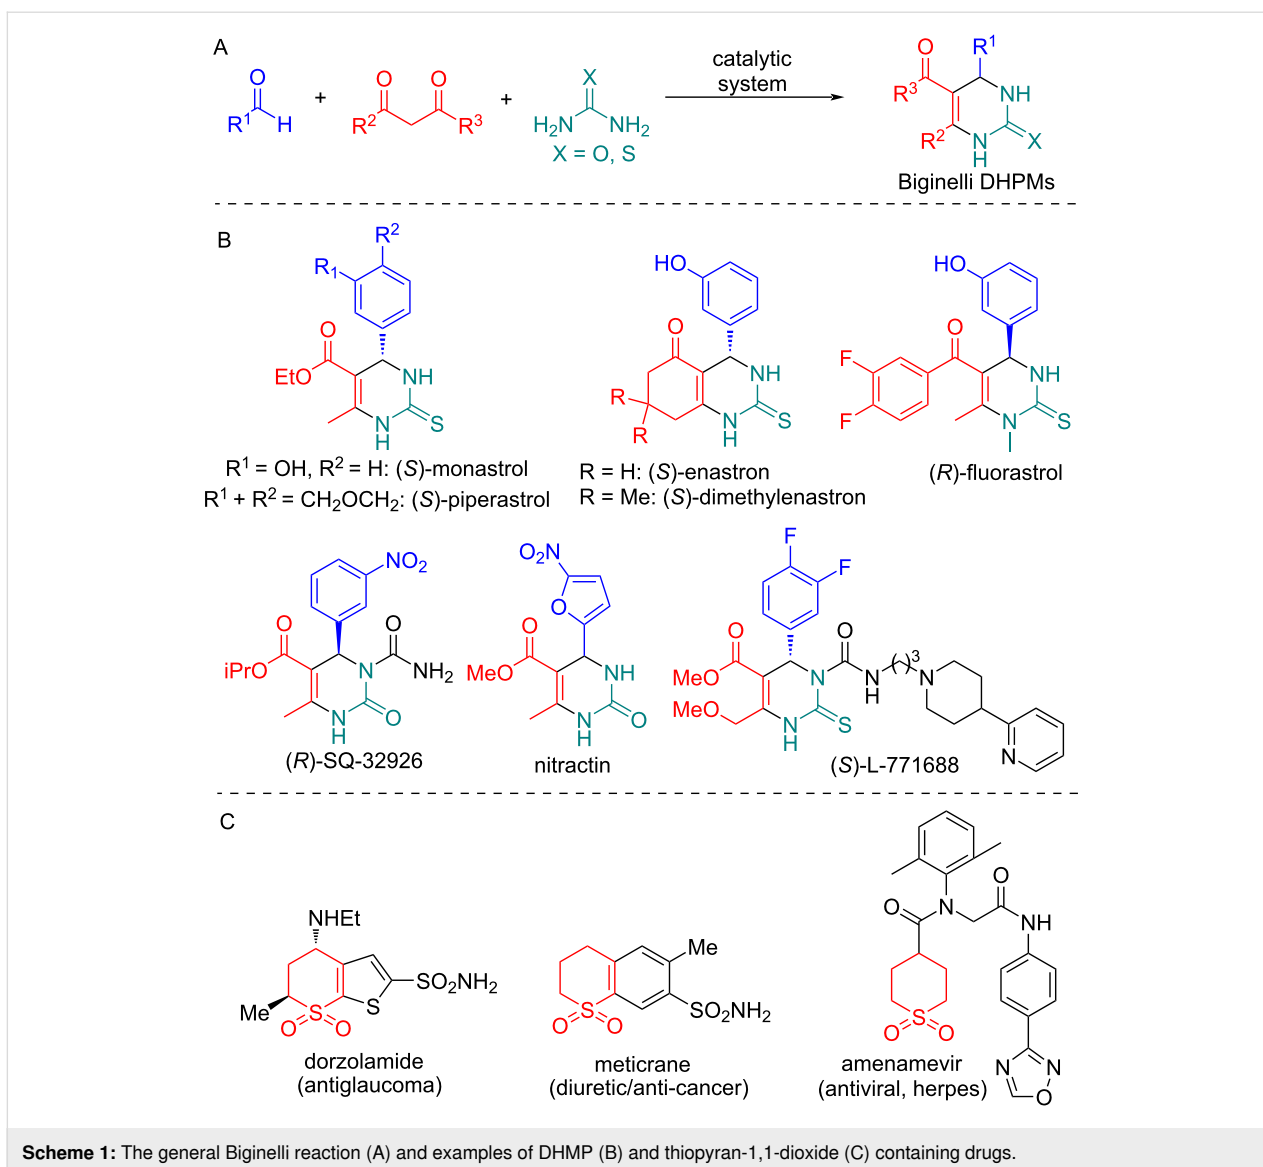 A
O
R¹
H
+
O
O
R²
R³
+
X
H₂N
NH₂
X = O, S
catalytic
system
O
R¹
R³
NH
R²
N
H
X
Biginelli DHPMs
B
R²
R₁
O
EtO
NH
N
H
S
R¹ = OH, R² = H: (S)-monastrol
R¹ + R² = CH₂OCH₂: (S)-piperastrol
HO
O
NH
R
R
N
H
S
R = H: (S)-enastron
R = Me: (S)-dimethylenastron
HO
O
F
F
NH
N
S
(R)-fluorastrol
NO₂
O
O
iPrO
N
NH₂
N
H
O
(R)-SQ-32926
O₂N
O
O
MeO
NH
N
H
O
nitractin
F
F
O
O
MeO
N
N
H
( )3
N
MeO
N
H
S
N
(S)-L-771688
C
NHEt
Me
S
O
O
S
SO₂NH₂
dorzolamide
(antiglaucoma)
Me
S
O
O
SO₂NH₂
meticrane
(diuretic/anti-cancer)
O
N
O
NH
S
O
O
N
N
O
amenamevir
(antiviral, herpes)
Scheme 1: The general Biginelli reaction (A) and examples of DHMP (B) and thiopyran-1,1-dioxide (C) containing drugs.